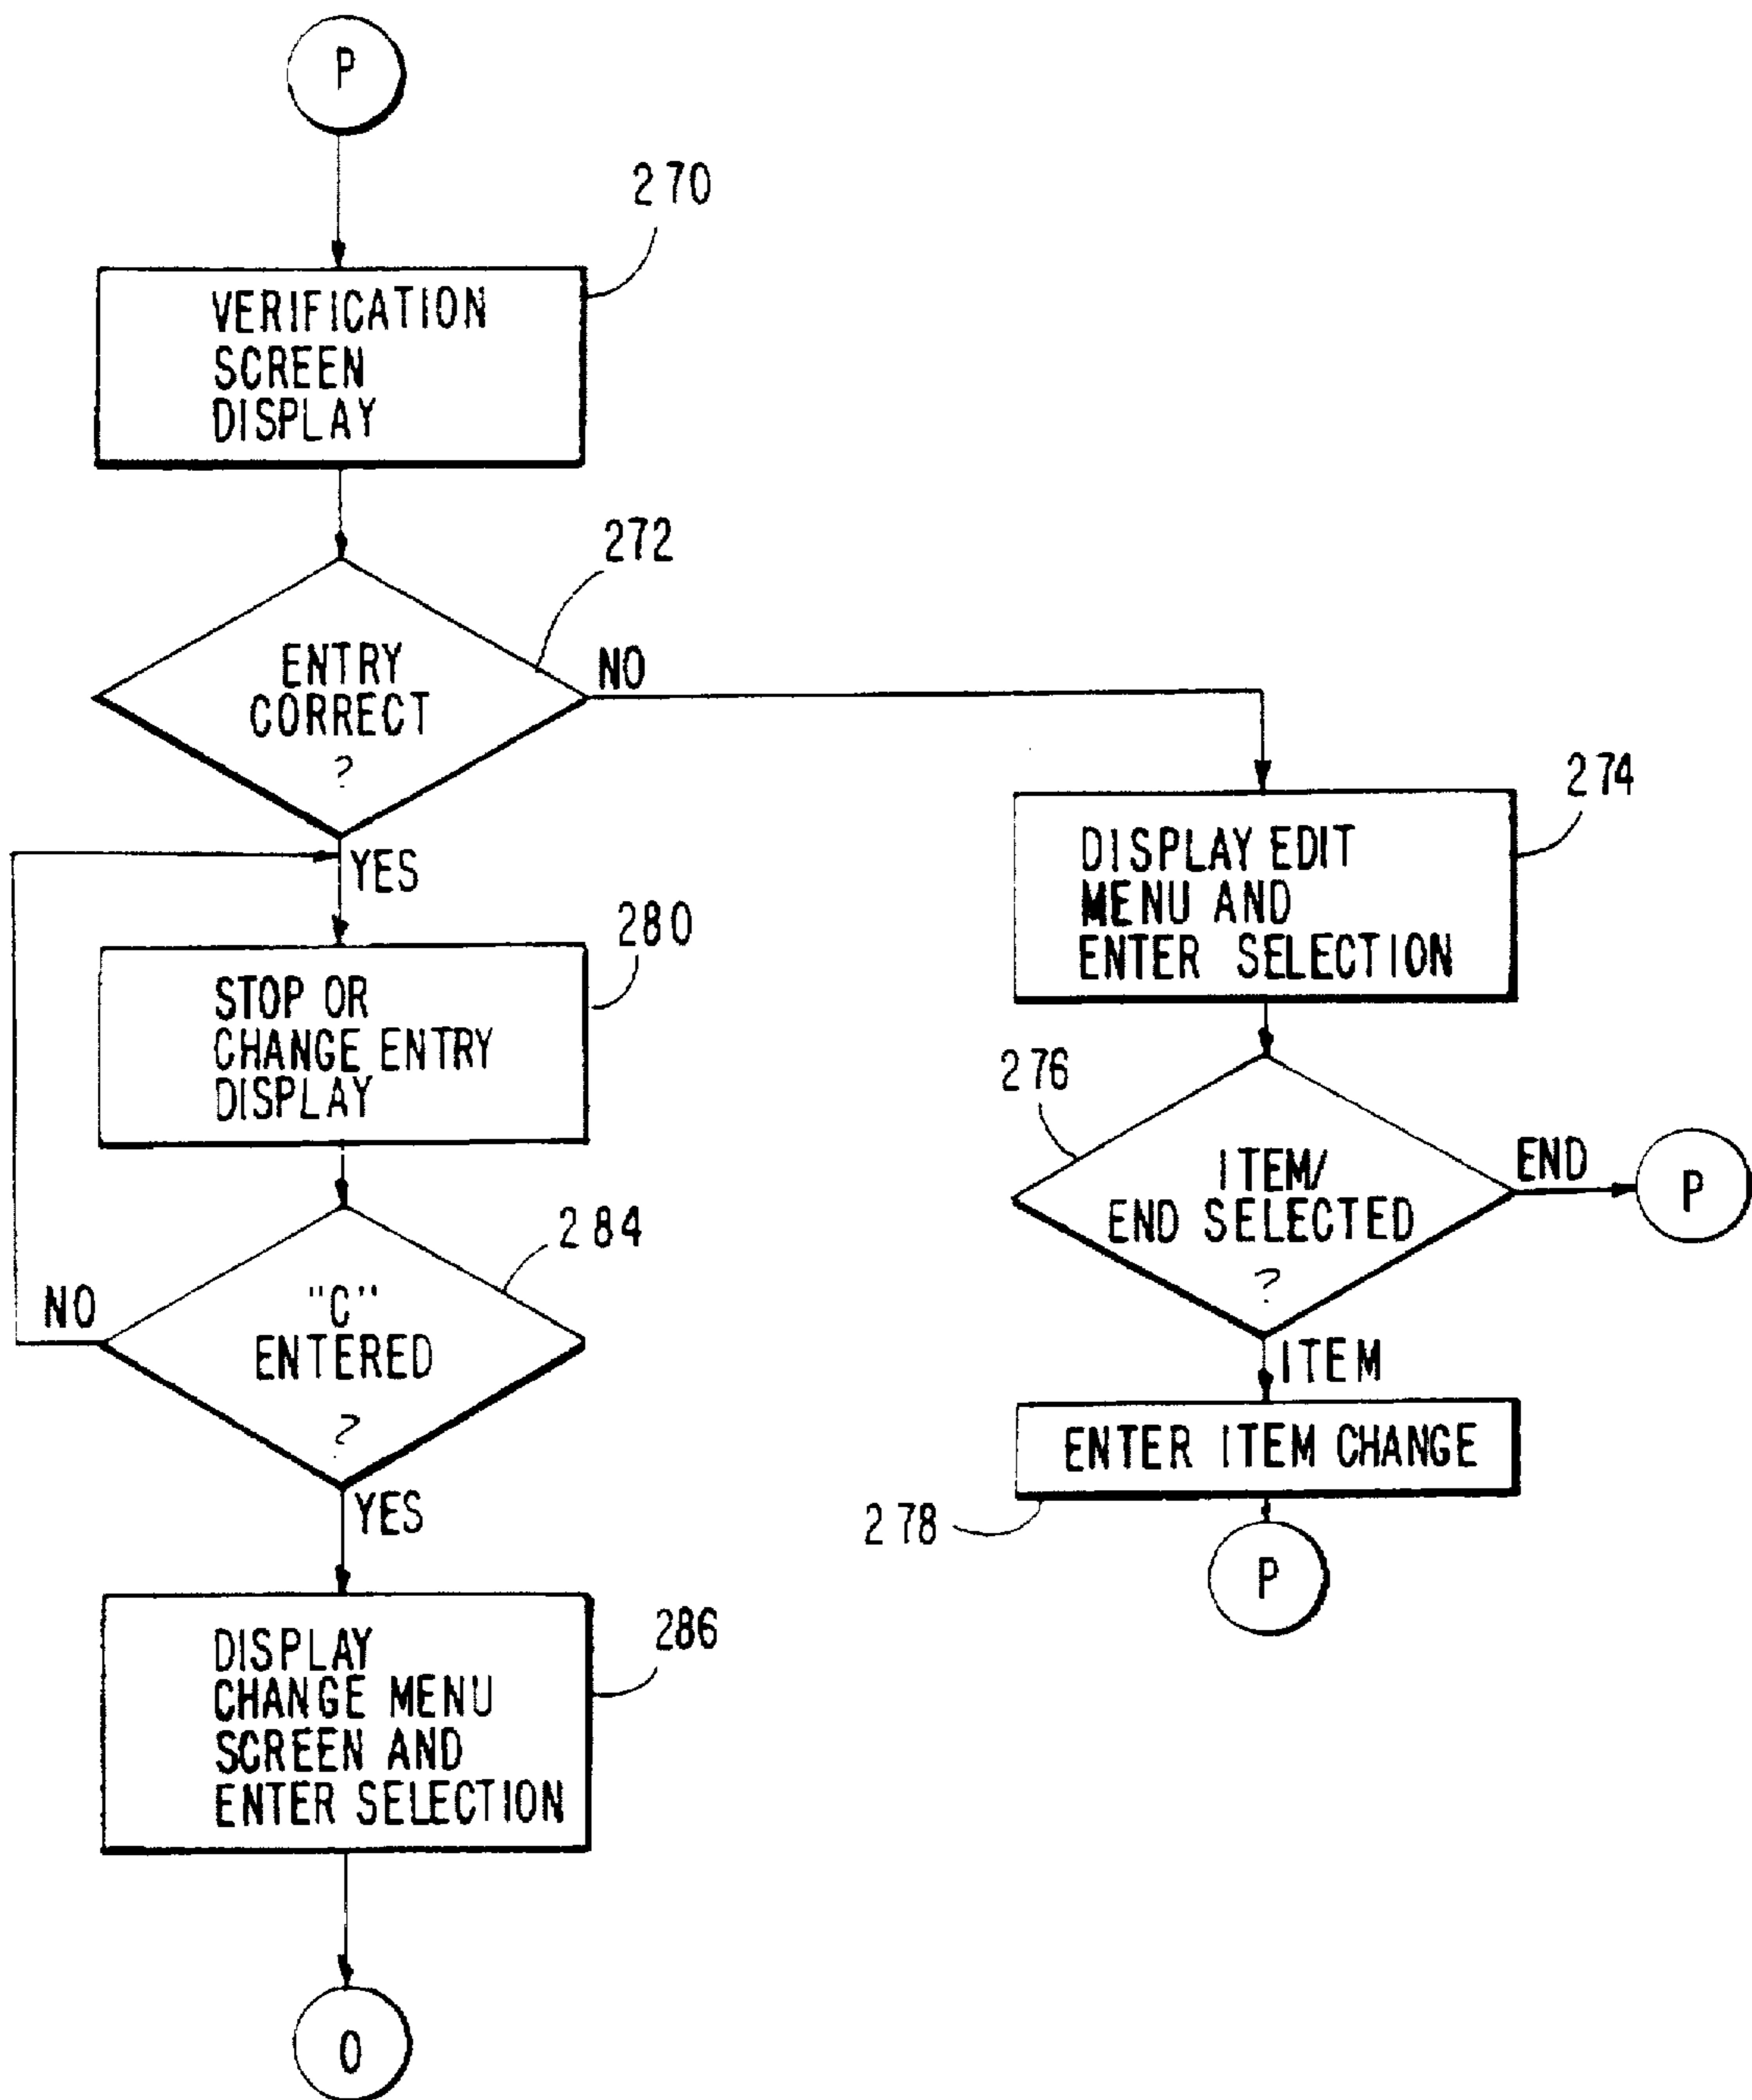 P
270
VERIFICATION
SCREEN
DISPLAY
272
ENTRY
CORRECT
?
NO
YES
274
DISPLAY EDIT
MENU AND
ENTER SELECTION
280
STOP OR
CHANGE ENTRY
DISPLAY
276
ITEM/
END SELECTED
?
END
P
ITEM
284
"C"
ENTERED
?
NO
YES
ENTER ITEM CHANGE
278
P
286
DISPLAY
CHANGE MENU
SCREEN AND
ENTER SELECTION
O